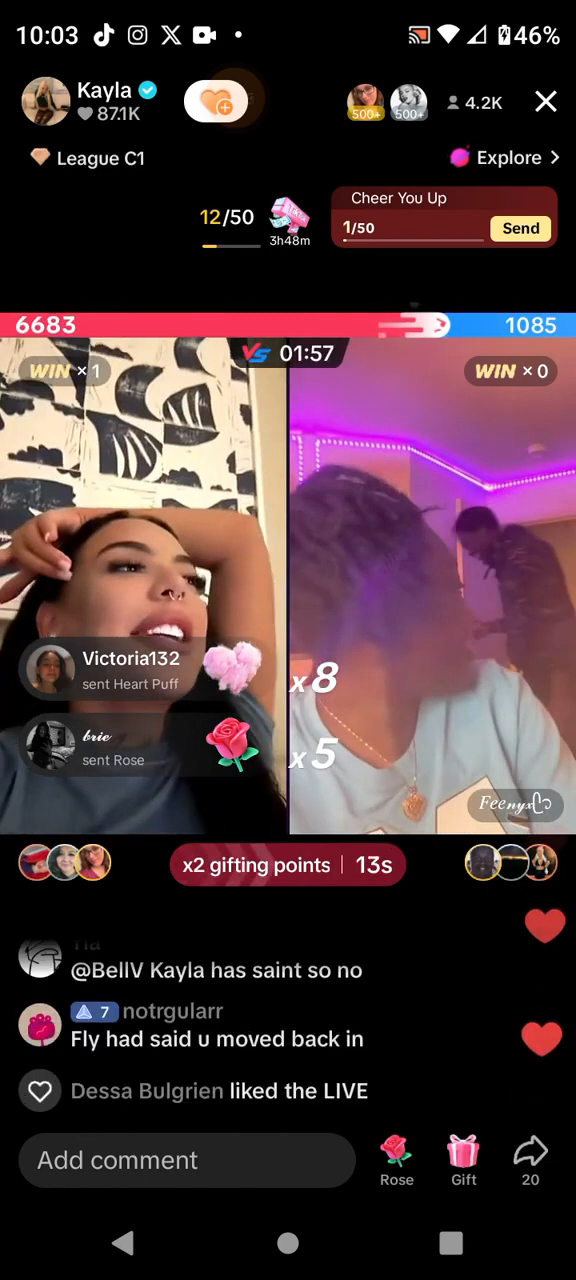 10:03
46%
Kayla
87.1K
500+
500+
4.2K
League C1
Explore
12/50
3h48m
Cheer You Up
1/50
Send
6683
1085
VS 01:57
WIN × 1
WIN × 0
Victoria132
sent Heart Puff
x8
brie
sent Rose
x5
Feenyx
x2 gifting points | 13s
@BellV Kayla has saint so no
7 notrgularr
Fly had said u moved back in
Dessa Bulgrien liked the LIVE
Add comment
Rose
Gift
20